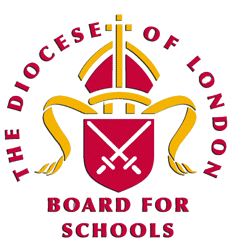 THE DIOCESE OF LONDON
BOARD FOR
SCHOOLS